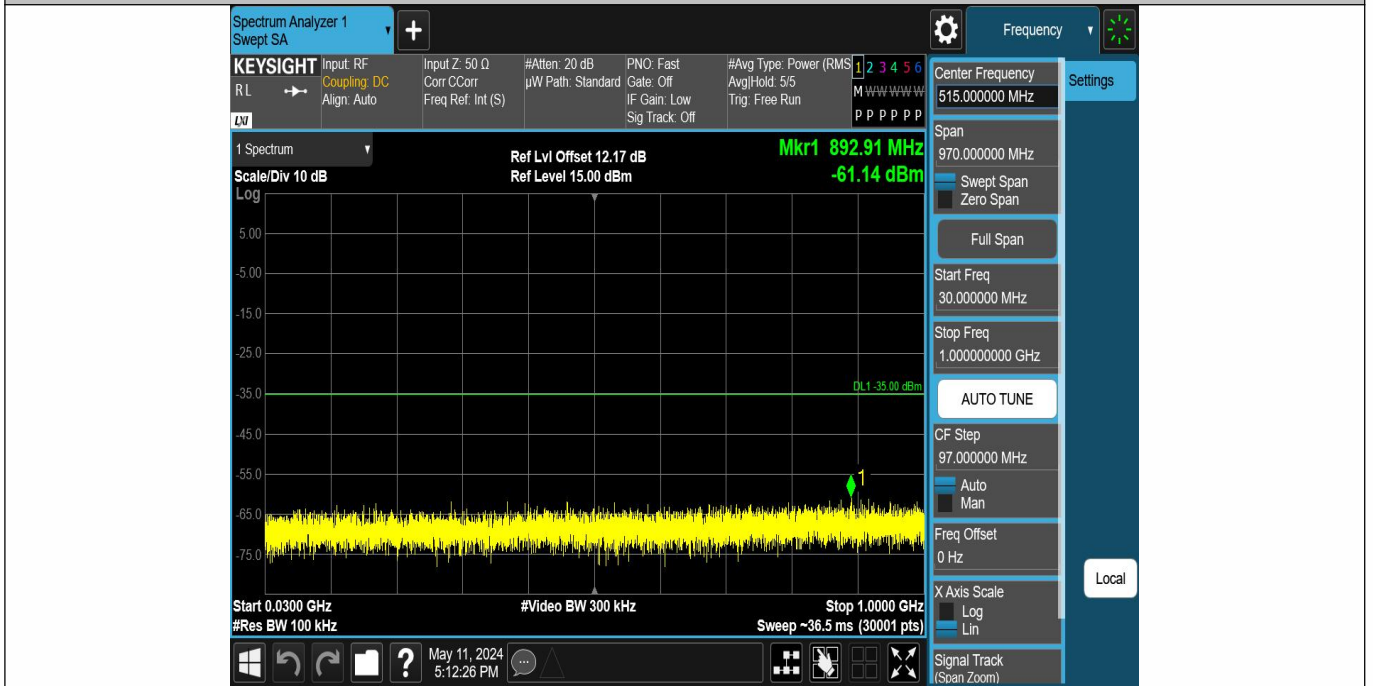 Spectrum Analyzer 1
Swept SA
+
Frequency
KEYSIGHT
RL
LXI
Input: RF
Coupling: DC
Align: Auto
Input Z: 50 Ω
Corr CCorr
Freq Ref: Int (S)
#Atten: 20 dB
µW Path: Standard
PNO: Fast
Gate: Off
IF Gain: Low
Sig Track: Off
#Avg Type: Power (RMS
Avg|Hold: 5/5
Trig: Free Run
1 2 3 4 5 6
M W W W W W
P P P P P P
1 Spectrum
Scale/Div 10 dB
Log
Ref Lvl Offset 12.17 dB
Ref Level 15.00 dBm
Mkr1 892.91 MHz
-61.14 dBm
5.00
-5.00
-15.0
-25.0
-35.0
-45.0
-55.0
-65.0
-75.0
DL1 -35.00 dBm
1
Start 0.0300 GHz
#Res BW 100 kHz
#Video BW 300 kHz
Stop 1.0000 GHz
Sweep ~36.5 ms (30001 pts)
?
May 11, 2024
5:12:26 PM
Center Frequency
515.000000 MHz
Span
970.000000 MHz
Swept Span
Zero Span
Full Span
Start Freq
30.000000 MHz
Stop Freq
1.000000000 GHz
AUTO TUNE
CF Step
97.000000 MHz
Auto
Man
Freq Offset
0 Hz
X Axis Scale
Log
Lin
Signal Track
(Span Zoom)
Settings
Local